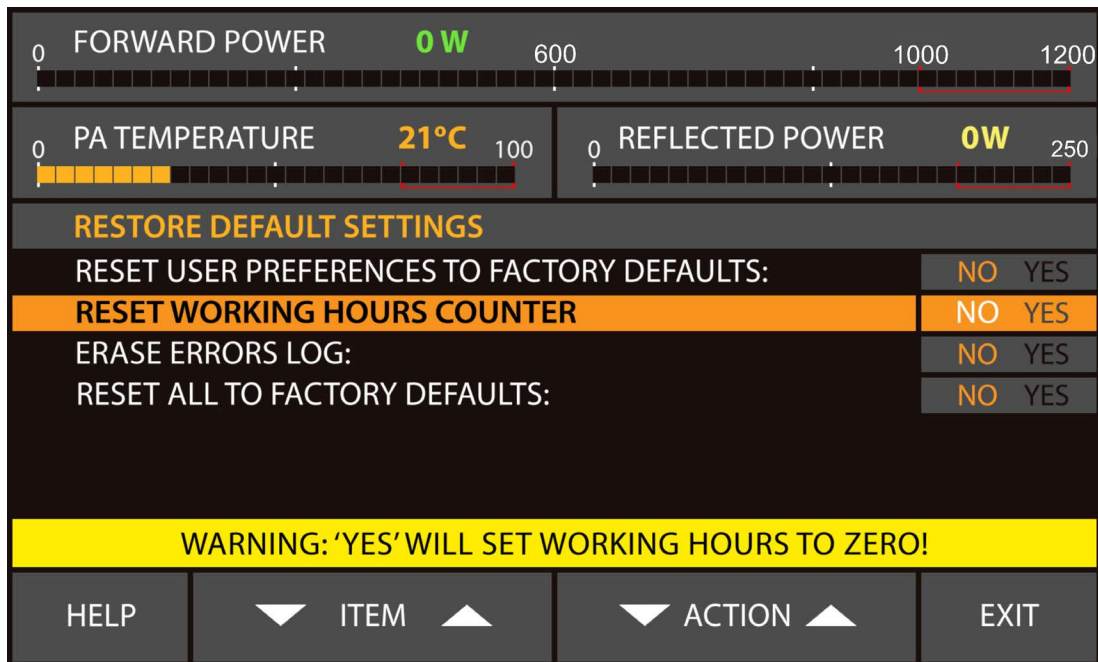 FORWARD POWER 0 W
0 600 1000 1200
PA TEMPERATURE 21°C
0 100
REFLECTED POWER 0W
0 250
RESTORE DEFAULT SETTINGS
RESET USER PREFERENCES TO FACTORY DEFAULTS: NO YES
RESET WORKING HOURS COUNTER NO YES
ERASE ERRORS LOG: NO YES
RESET ALL TO FACTORY DEFAULTS: NO YES
WARNING: ‘YES’ WILL SET WORKING HOURS TO ZERO!
HELP ITEM ACTION EXIT